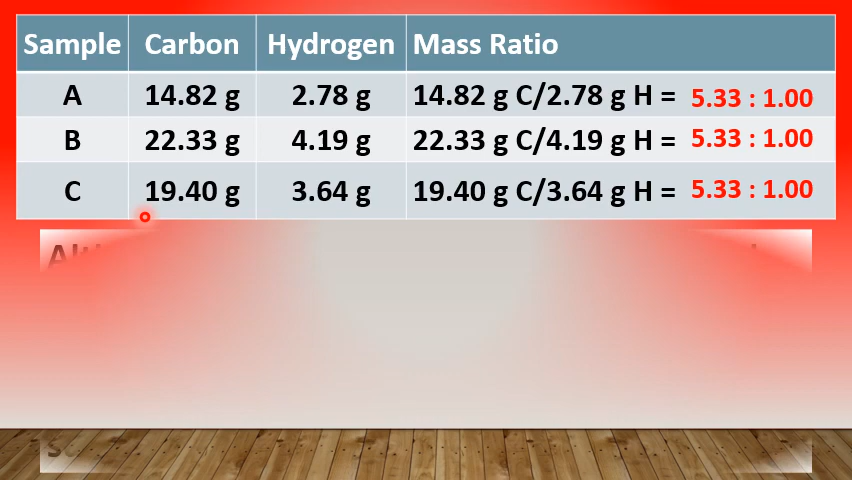 Sample Carbon Hydrogen Mass Ratio
A 14.82 g 2.78 g 14.82 g C/2.78 g H = 5.33 : 1.00
B 22.33 g 4.19 g 22.33 g C/4.19 g H = 5.33 : 1.00
C 19.40 g 3.64 g 19.40 g C/3.64 g H = 5.33 : 1.00